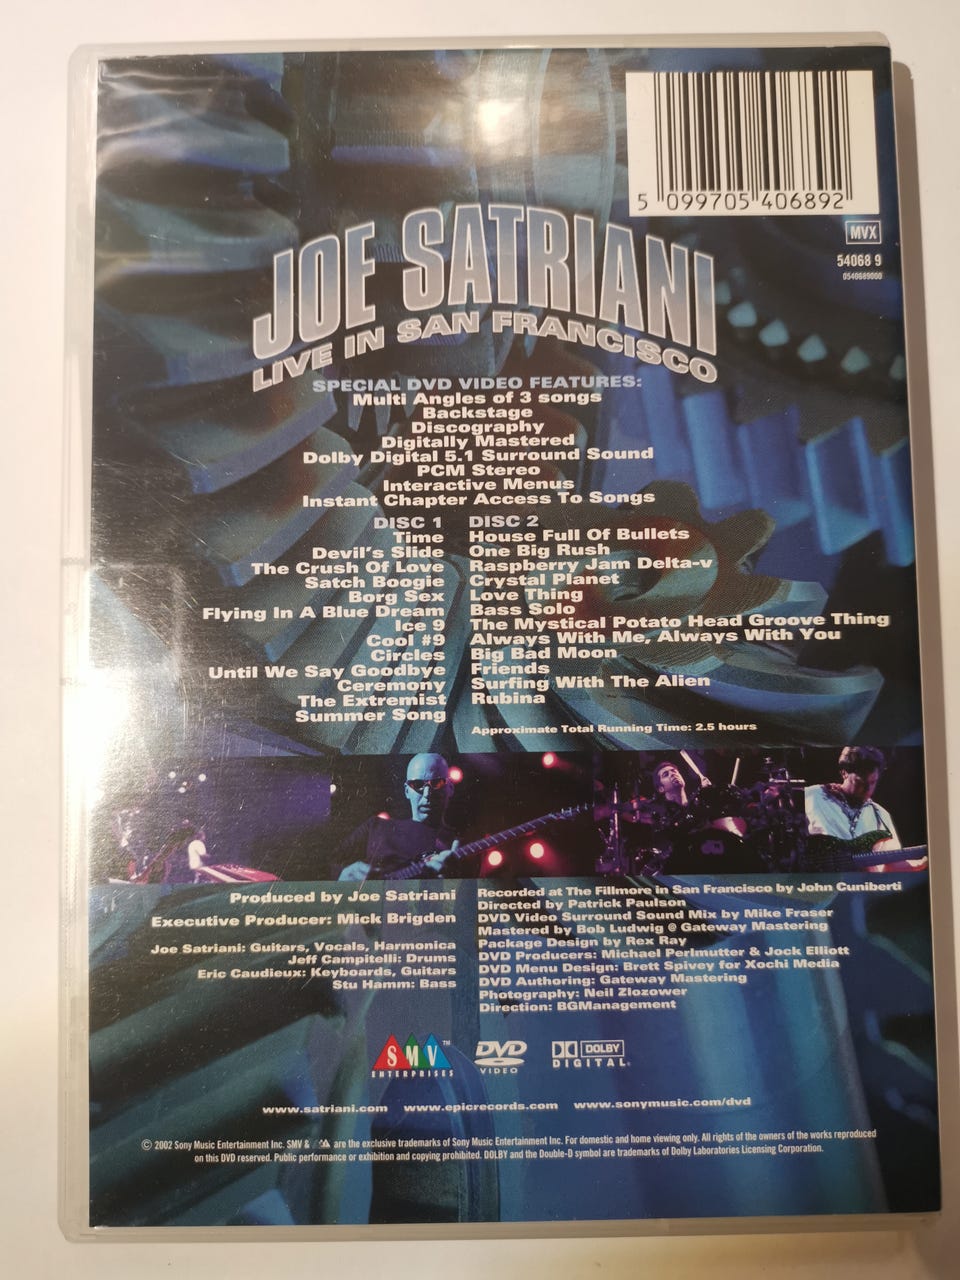 5 099705 406892
MVX
54068 9
0540689000
JOE SATRIANI
LIVE IN SAN FRANCISCO
SPECIAL DVD VIDEO FEATURES:
Multi Angles of 3 songs
Backstage
Discography
Digitally Mastered
Dolby Digital 5.1 Surround Sound
PCM Stereo
Interactive Menus
Instant Chapter Access To Songs
DISC 1
Time
Devil's Slide
The Crush Of Love
Satch Boogie
Borg Sex
Flying In A Blue Dream
Ice 9
Cool #9
Circles
Until We Say Goodbye
Ceremony
The Extremist
Summer Song
DISC 2
House Full Of Bullets
One Big Rush
Raspberry Jam Delta-v
Crystal Planet
Love Thing
Bass Solo
The Mystical Potato Head Groove Thing
Always With Me, Always With You
Big Bad Moon
Friends
Surfing With The Alien
Rubina
Approximate Total Running Time: 2.5 hours
Produced by Joe Satriani
Executive Producer: Mick Brigden
Joe Satriani: Guitars, Vocals, Harmonica
Jeff Campitelli: Drums
Eric Caudieux: Keyboards, Guitars
Stu Hamm: Bass
Recorded at The Fillmore in San Francisco by John Cuniberti
Directed by Patrick Paulson
DVD Video Surround Sound Mix by Mike Fraser
Mastered by Bob Ludwig @ Gateway Mastering
Package Design by Rex Ray
DVD Producers: Michael Perlmutter & Jock Elliott
DVD Menu Design: Brett Spivey for Xochi Media
DVD Authoring: Gateway Mastering
Photography: Neil Zlozower
Direction: BGManagement
SMV™
ENTERPRISES
DVD
VIDEO
DOLBY
DIGITAL
www.satriani.com www.epicrecords.com www.sonymusic.com/dvd
© 2002 Sony Music Entertainment Inc. SMV & are the exclusive trademarks of Sony Music Entertainment Inc. For domestic and home viewing only. All rights of the owners of the works reproduced
on this DVD reserved. Public performance or exhibition and copying prohibited. DOLBY and the Double-D symbol are trademarks of Dolby Laboratories Licensing Corporation.